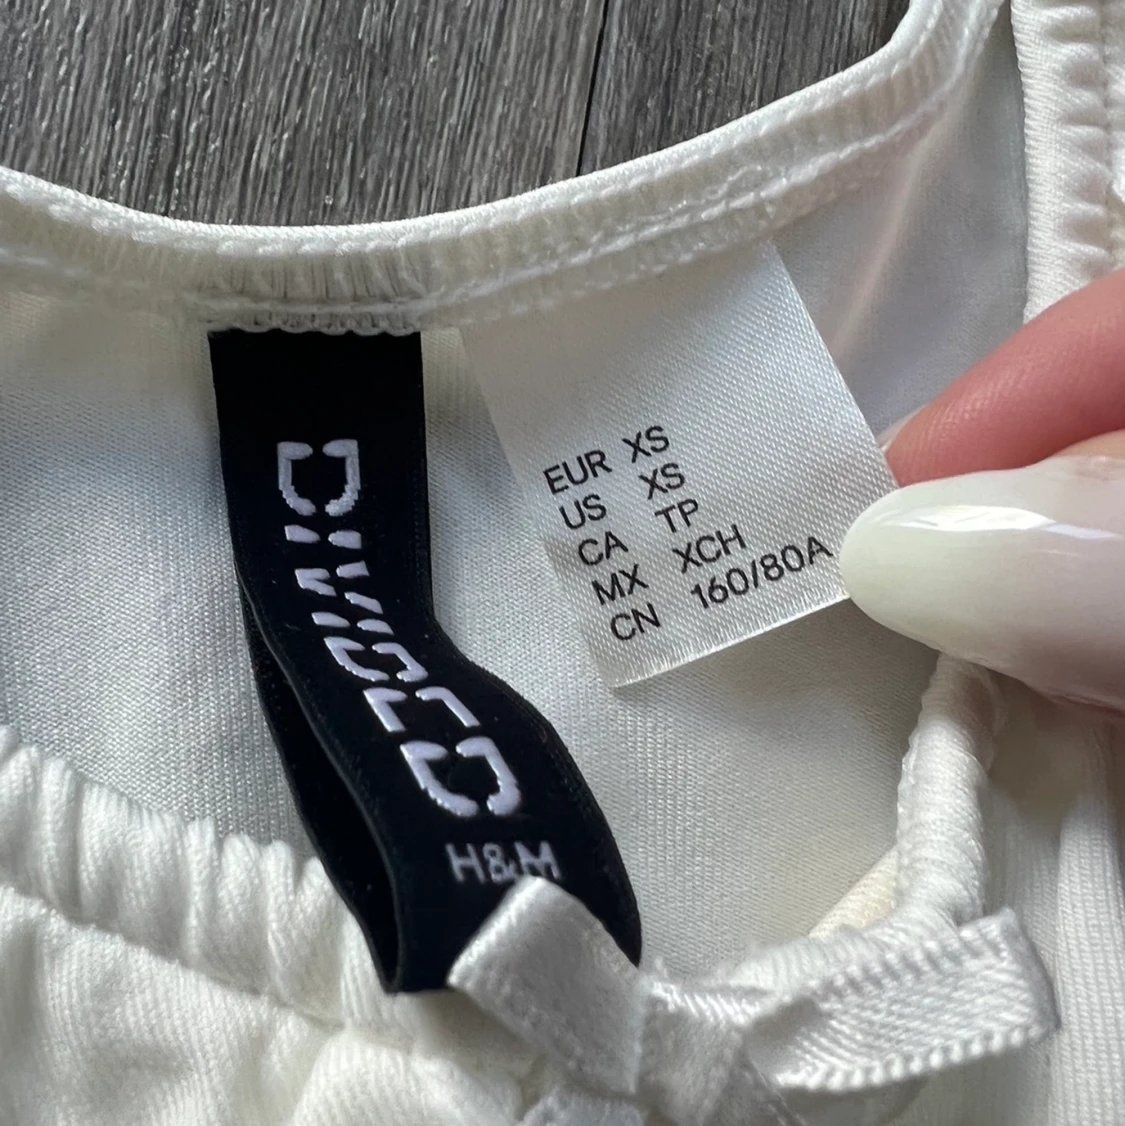 DIVIDED
H&M
EUR XS
US XS
CA TP
MX XCH
CN 160/80A